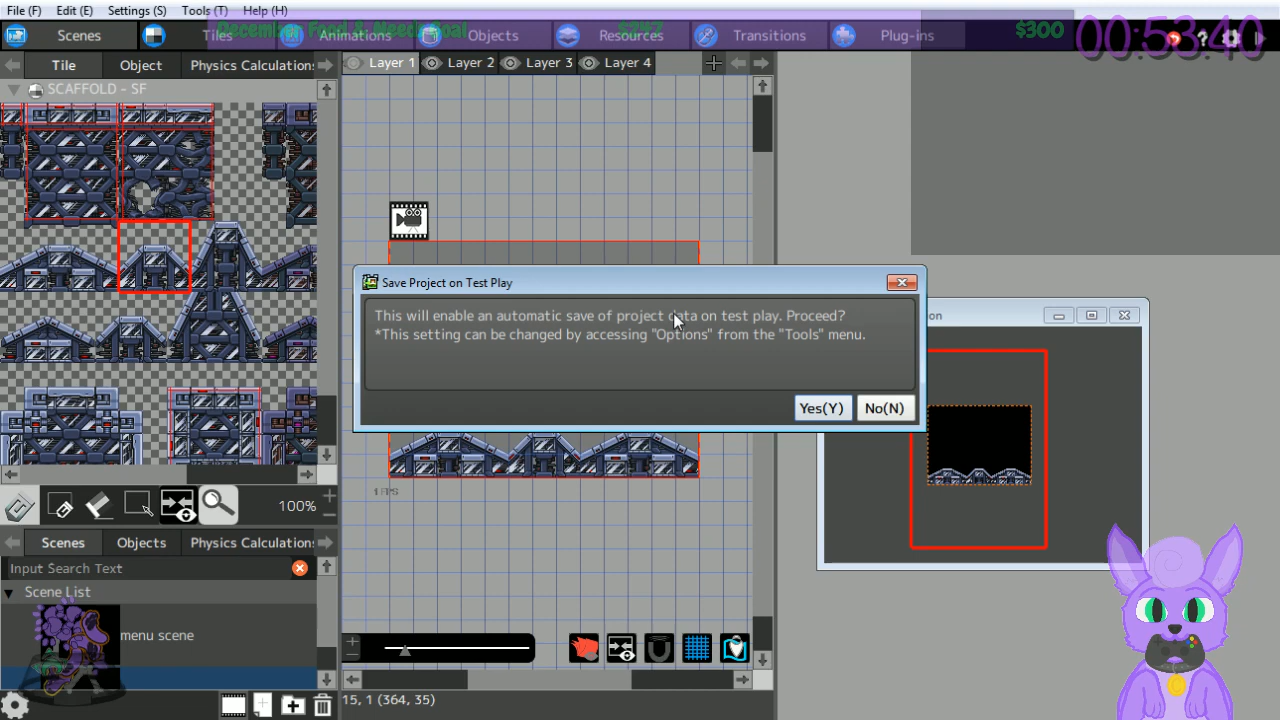 File (F) Edit (E) Settings (S) Tools (T) Help (H)
December Food & Needs Goal $267 $300 00:53:40
Scenes Tiles Animations Objects Resources Transitions Plug-ins
Tile Object Physics Calculation
Layer 1 Layer 2 Layer 3 Layer 4
SCAFFOLD - SF
Save Project on Test Play
This will enable an automatic save of project data on test play. Proceed?
*This setting can be changed by accessing "Options" from the "Tools" menu.
Yes(Y) No(N)
100%
Scenes Objects Physics Calculation
Input Search Text
Scene List
menu scene
15, 1 (364, 35)